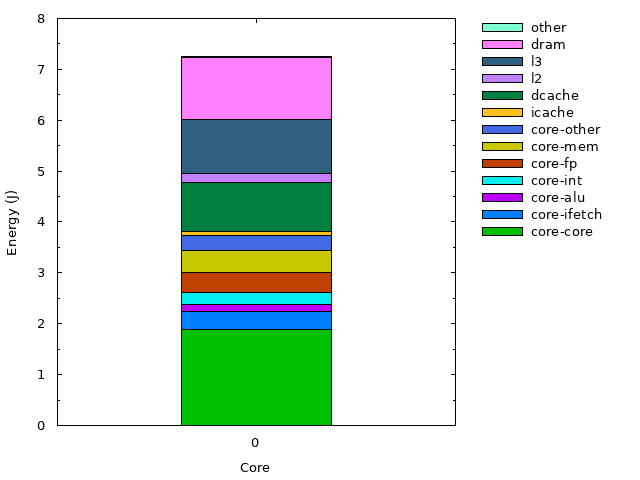 8
7
6
5
4
3
2
1
0
Energy (J)
0
Core
other
dram
l3
l2
dcache
icache
core-other
core-mem
core-fp
core-int
core-alu
core-ifetch
core-core